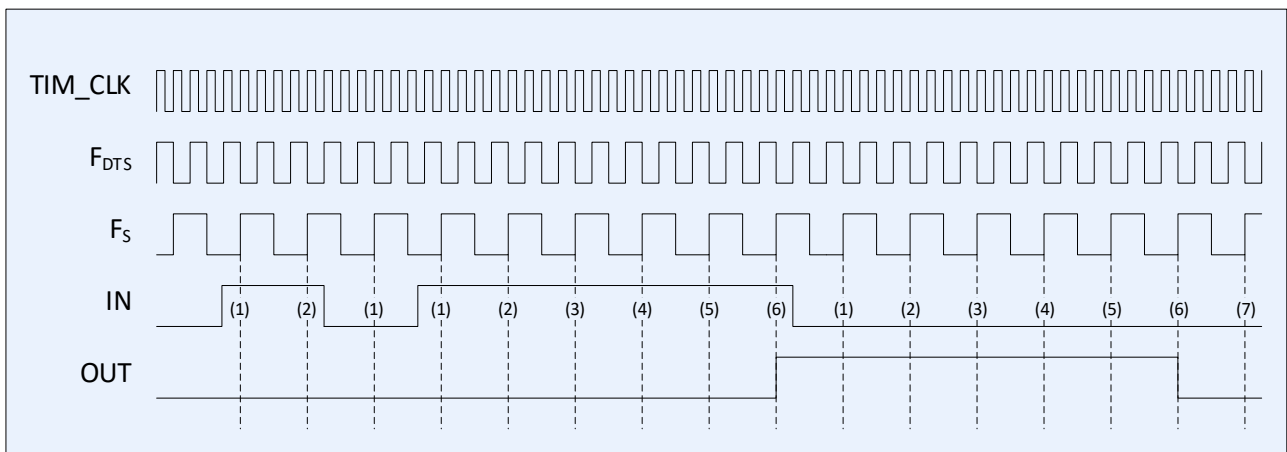 TIM_CLK
FDTS
FS
IN (1) (2) (1) (1) (2) (3) (4) (5) (6) (1) (2) (3) (4) (5) (6) (7)
OUT